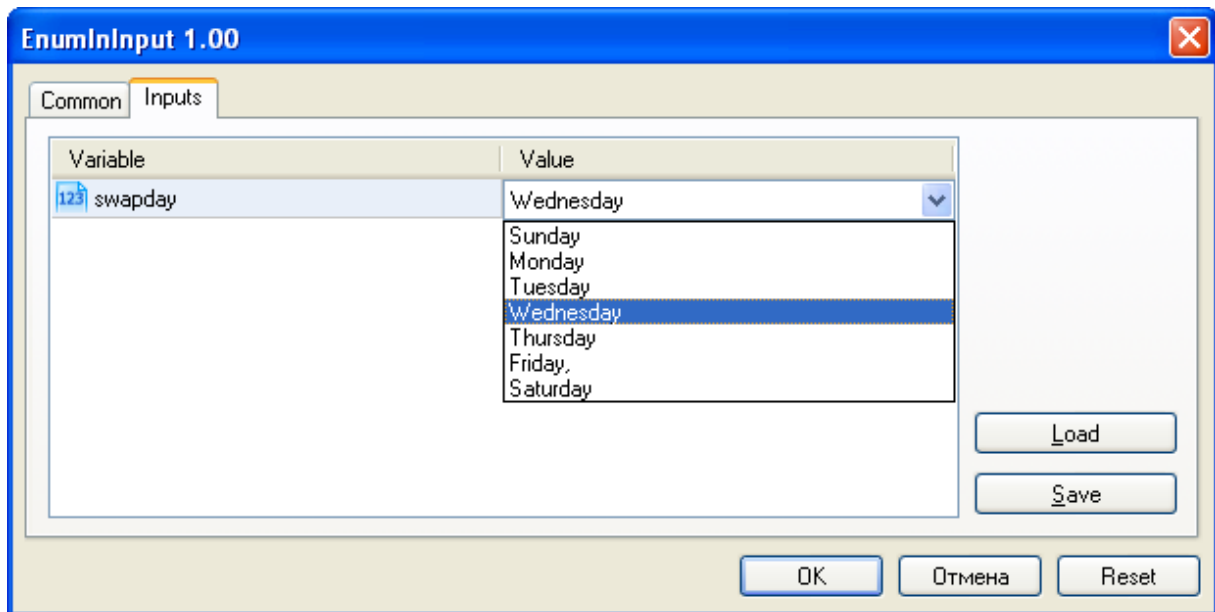 EnumInInput 1.00
Common Inputs
Variable Value
123 swapday Wednesday
Sunday
Monday
Tuesday
Wednesday
Thursday
Friday,
Saturday
Load
Save
OK Отмена Reset